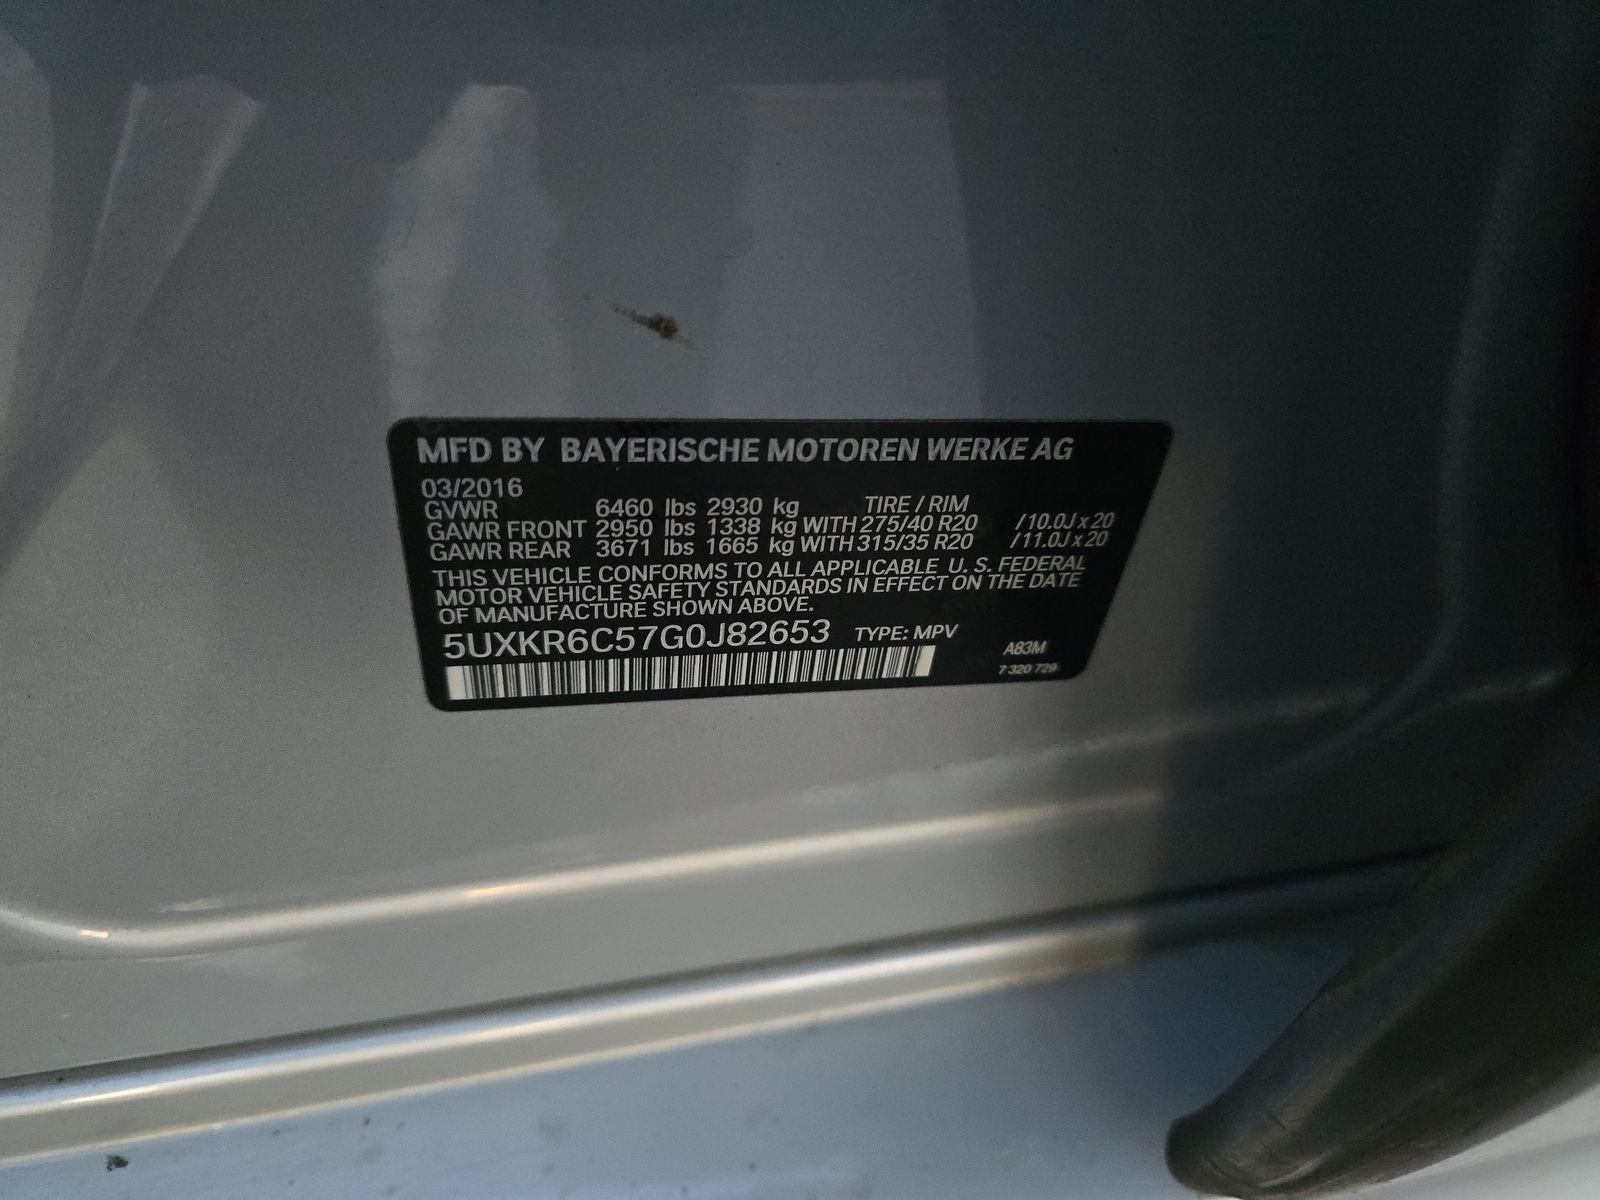 MFD BY BAYERISCHE MOTOREN WERKE AG
03/2016
GVWR 6460 lbs 2930 kg TIRE / RIM
GAWR FRONT 2950 lbs 1338 kg WITH 275/40 R20 /10.0J x 20
GAWR REAR 3671 lbs 1665 kg WITH 315/35 R20 /11.0J x 20
THIS VEHICLE CONFORMS TO ALL APPLICABLE U. S. FEDERAL
MOTOR VEHICLE SAFETY STANDARDS IN EFFECT ON THE DATE
OF MANUFACTURE SHOWN ABOVE.
5UXKR6C57G0J82653 TYPE: MPV
A83M
7 320 729